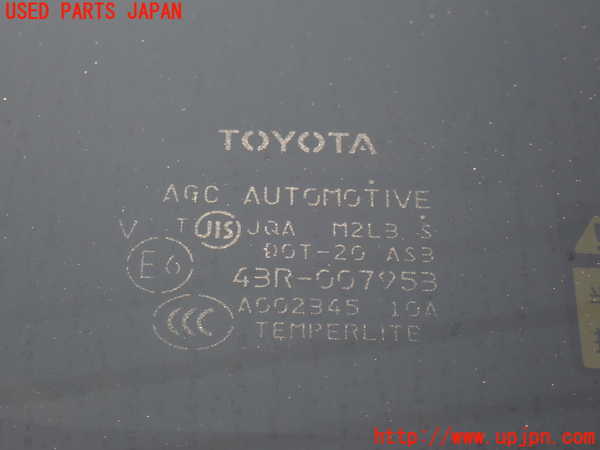 USED PARTS JAPAN
TOYOTA
AGC AUTOMOTIVE
V T JIS JQA M2L3 S
DOT-20 AS3
E6 43R-007953
CCC A002345 10A
TEMPERLITE
http://www.upjpn.com/